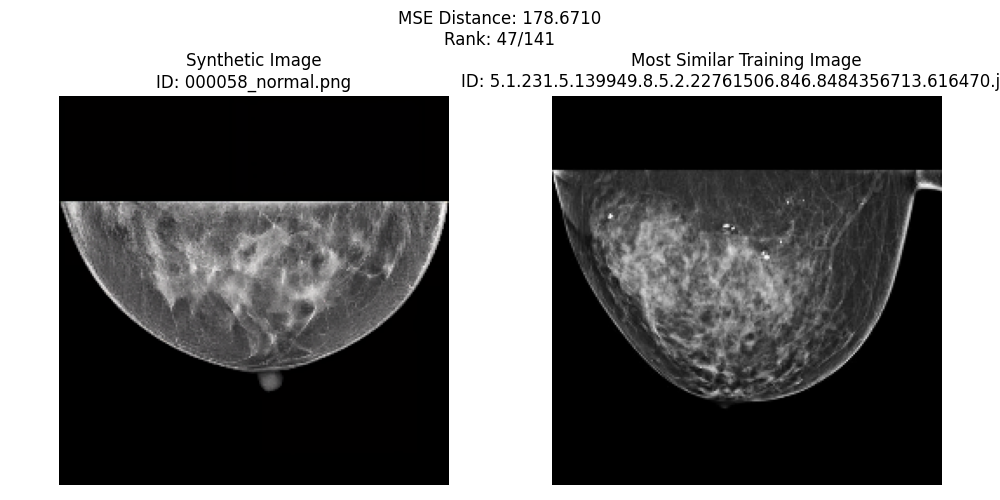 MSE Distance: 178.6710
Rank: 47/141
Synthetic Image
ID: 000058_normal.png
Most Similar Training Image
ID: 5.1.231.5.139949.8.5.2.22761506.846.8484356713.616470.j